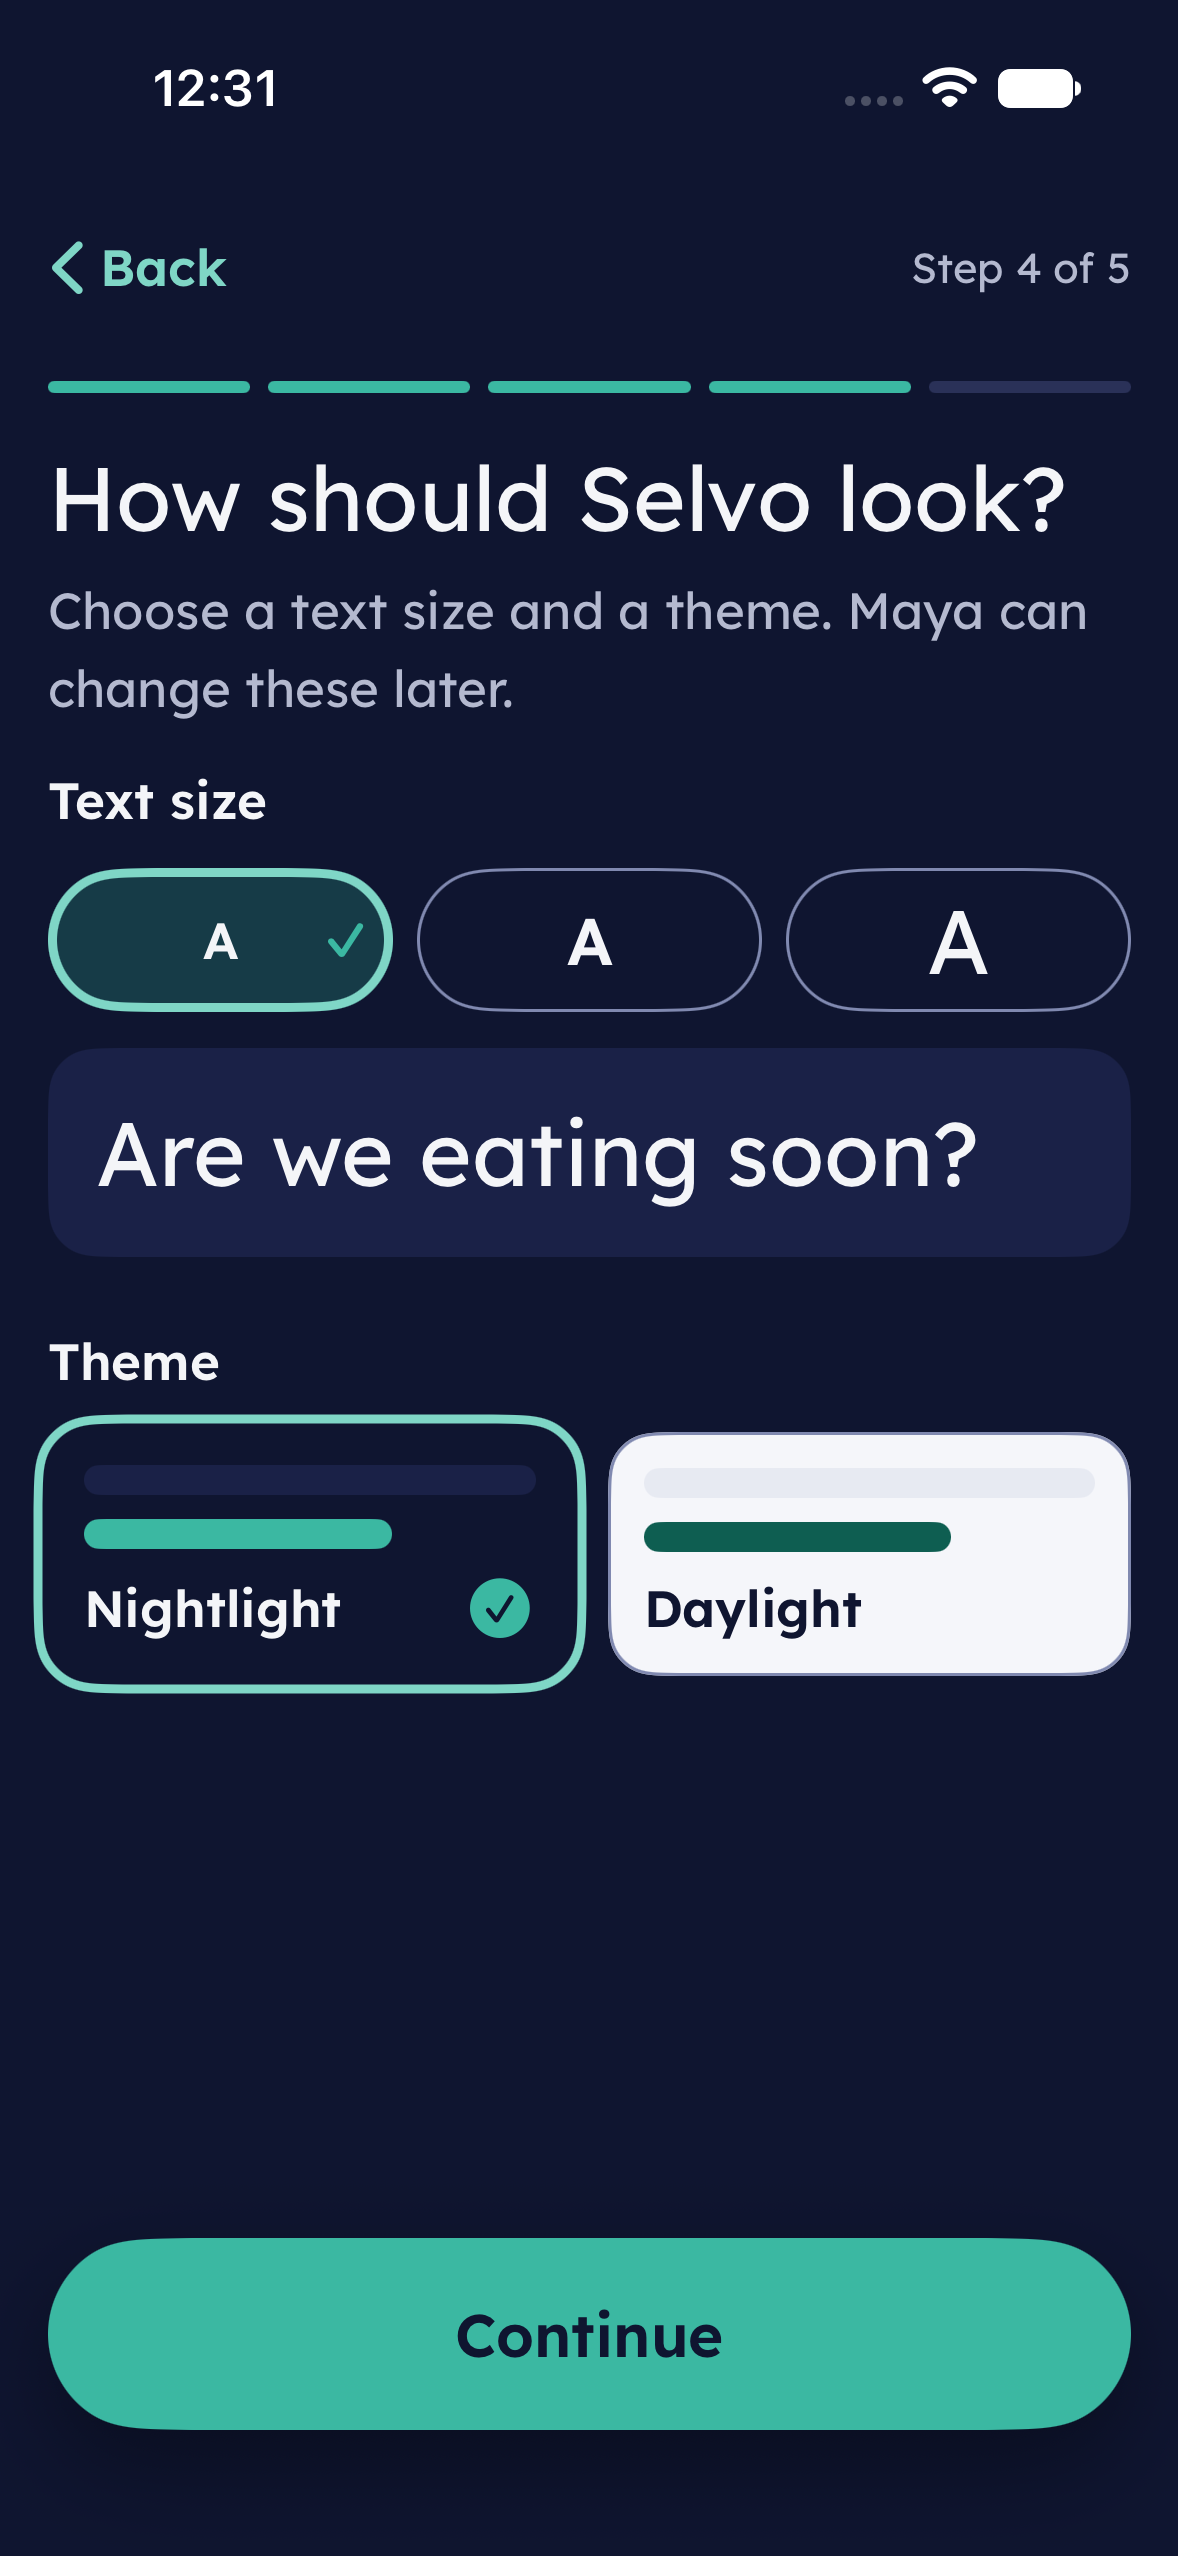 12:31
Back
Step 4 of 5
How should Selvo look?
Choose a text size and a theme. Maya can
change these later.
Text size
A
A
A
Are we eating soon?
Theme
Nightlight
Daylight
Continue